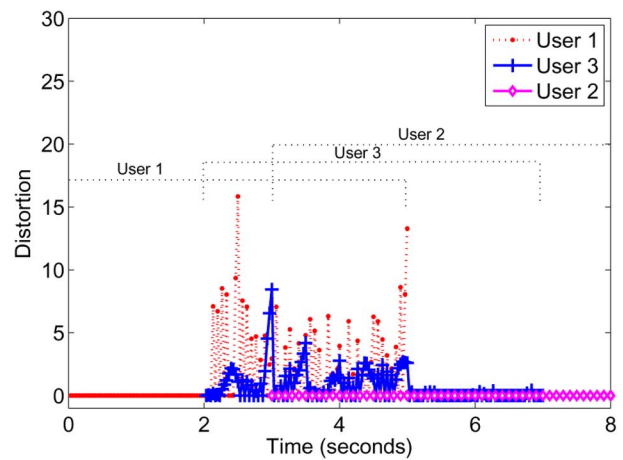 30
25
20
15
10
5
0
Distortion
User 1
User 3
User 2
User 2
User 3
User 1
0 2 4 6 8
Time (seconds)